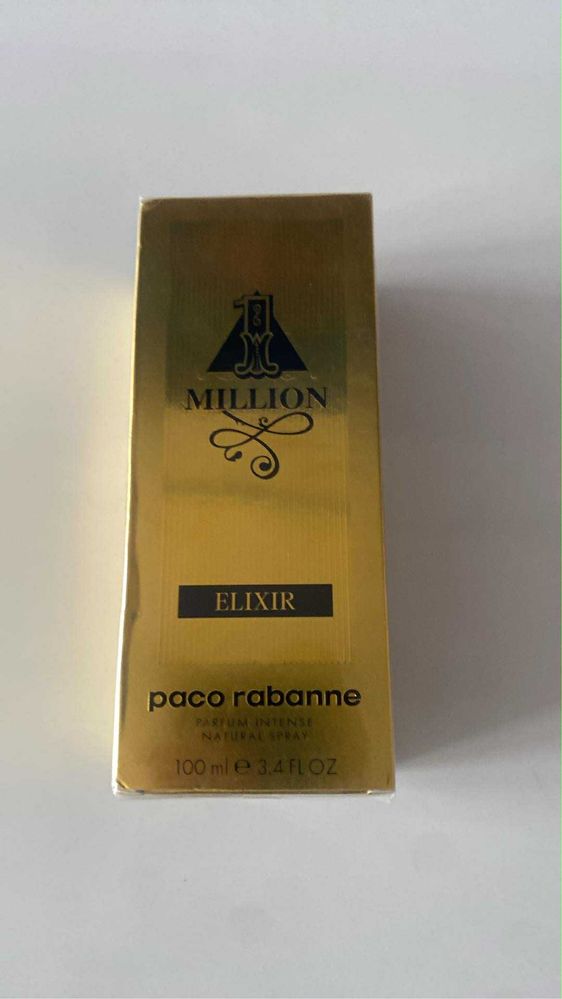 1
MILLION
ELIXIR
paco rabanne
PARFUM INTENSE
NATURAL SPRAY
100 ml e 3.4 FL OZ